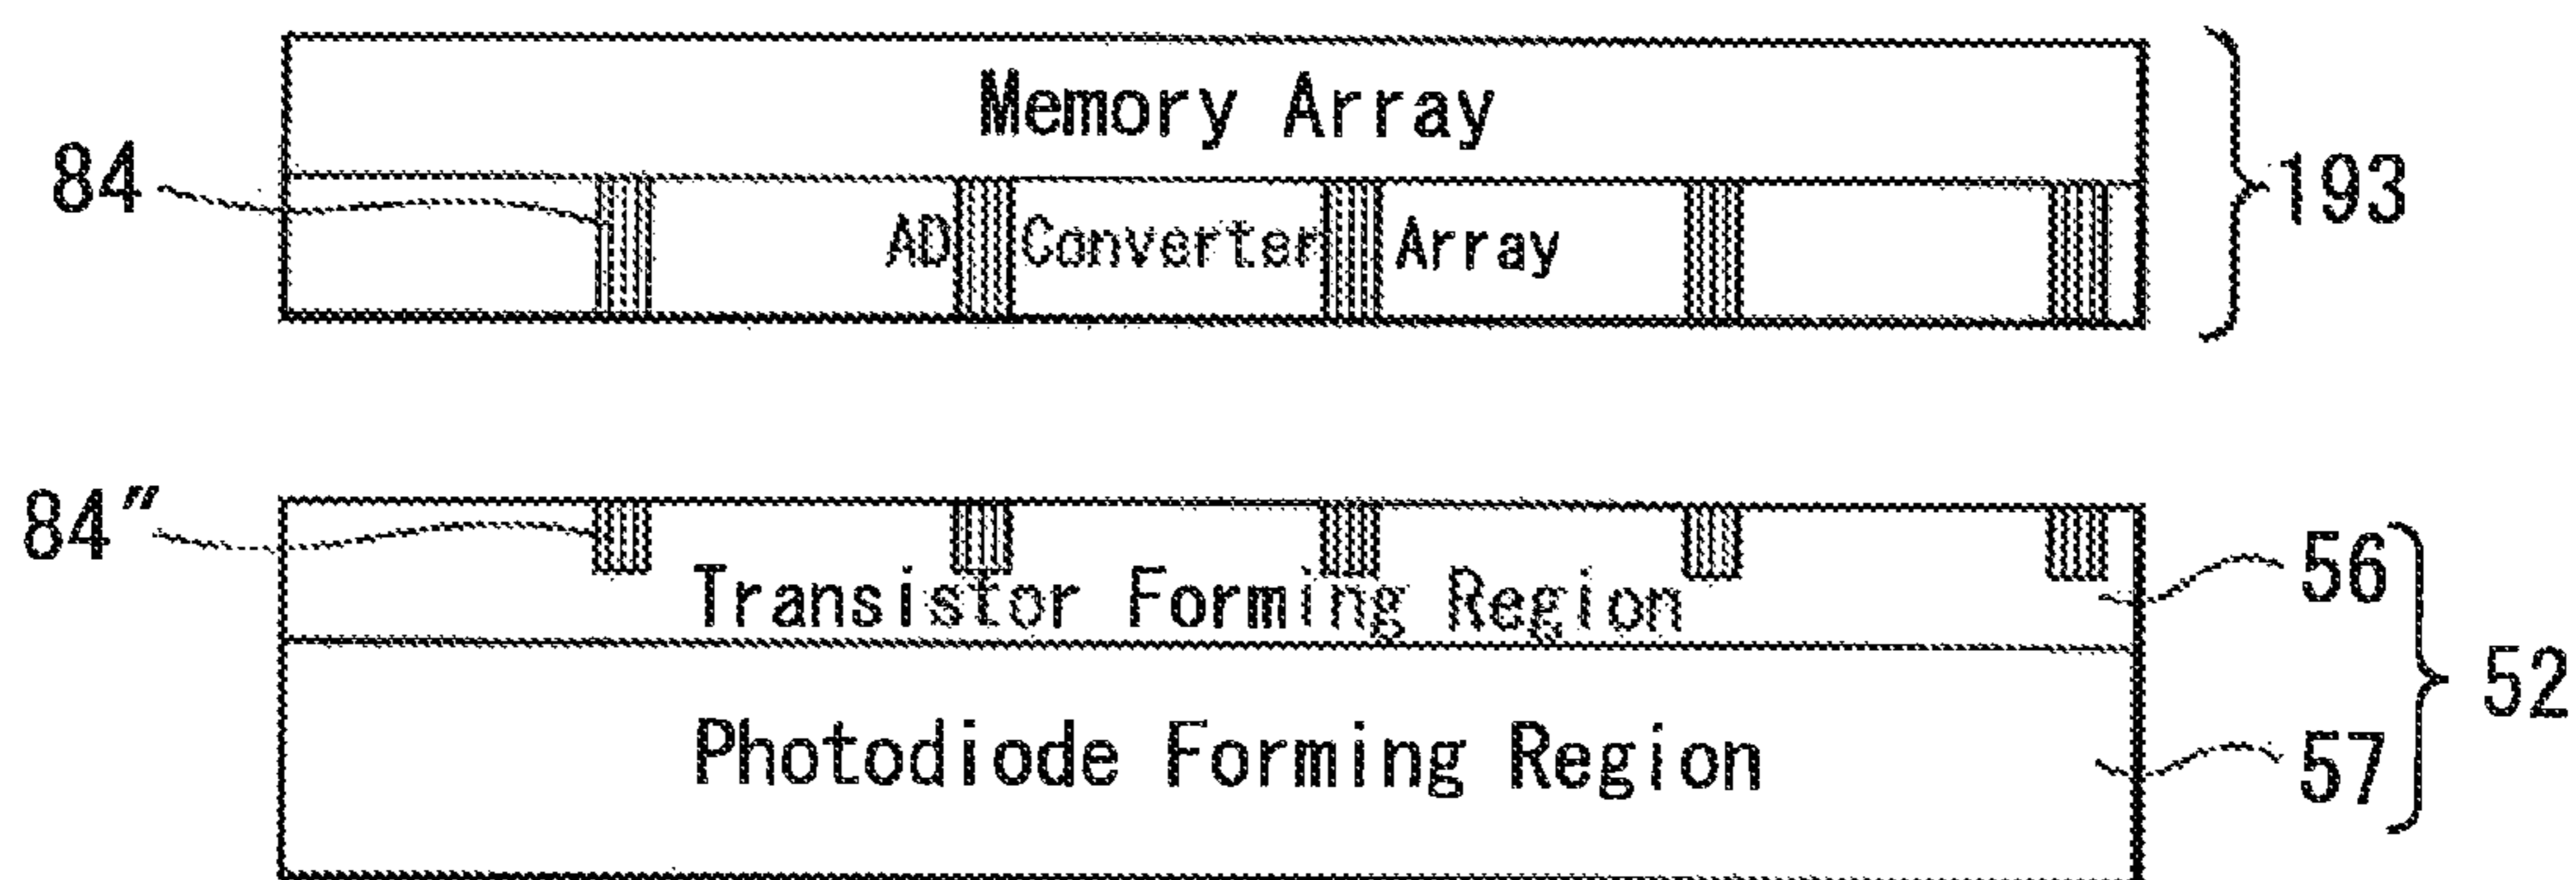 Memory Array
84
193
AD Converter Array
84″
Transistor Forming Region
56
52
Photodiode Forming Region
57